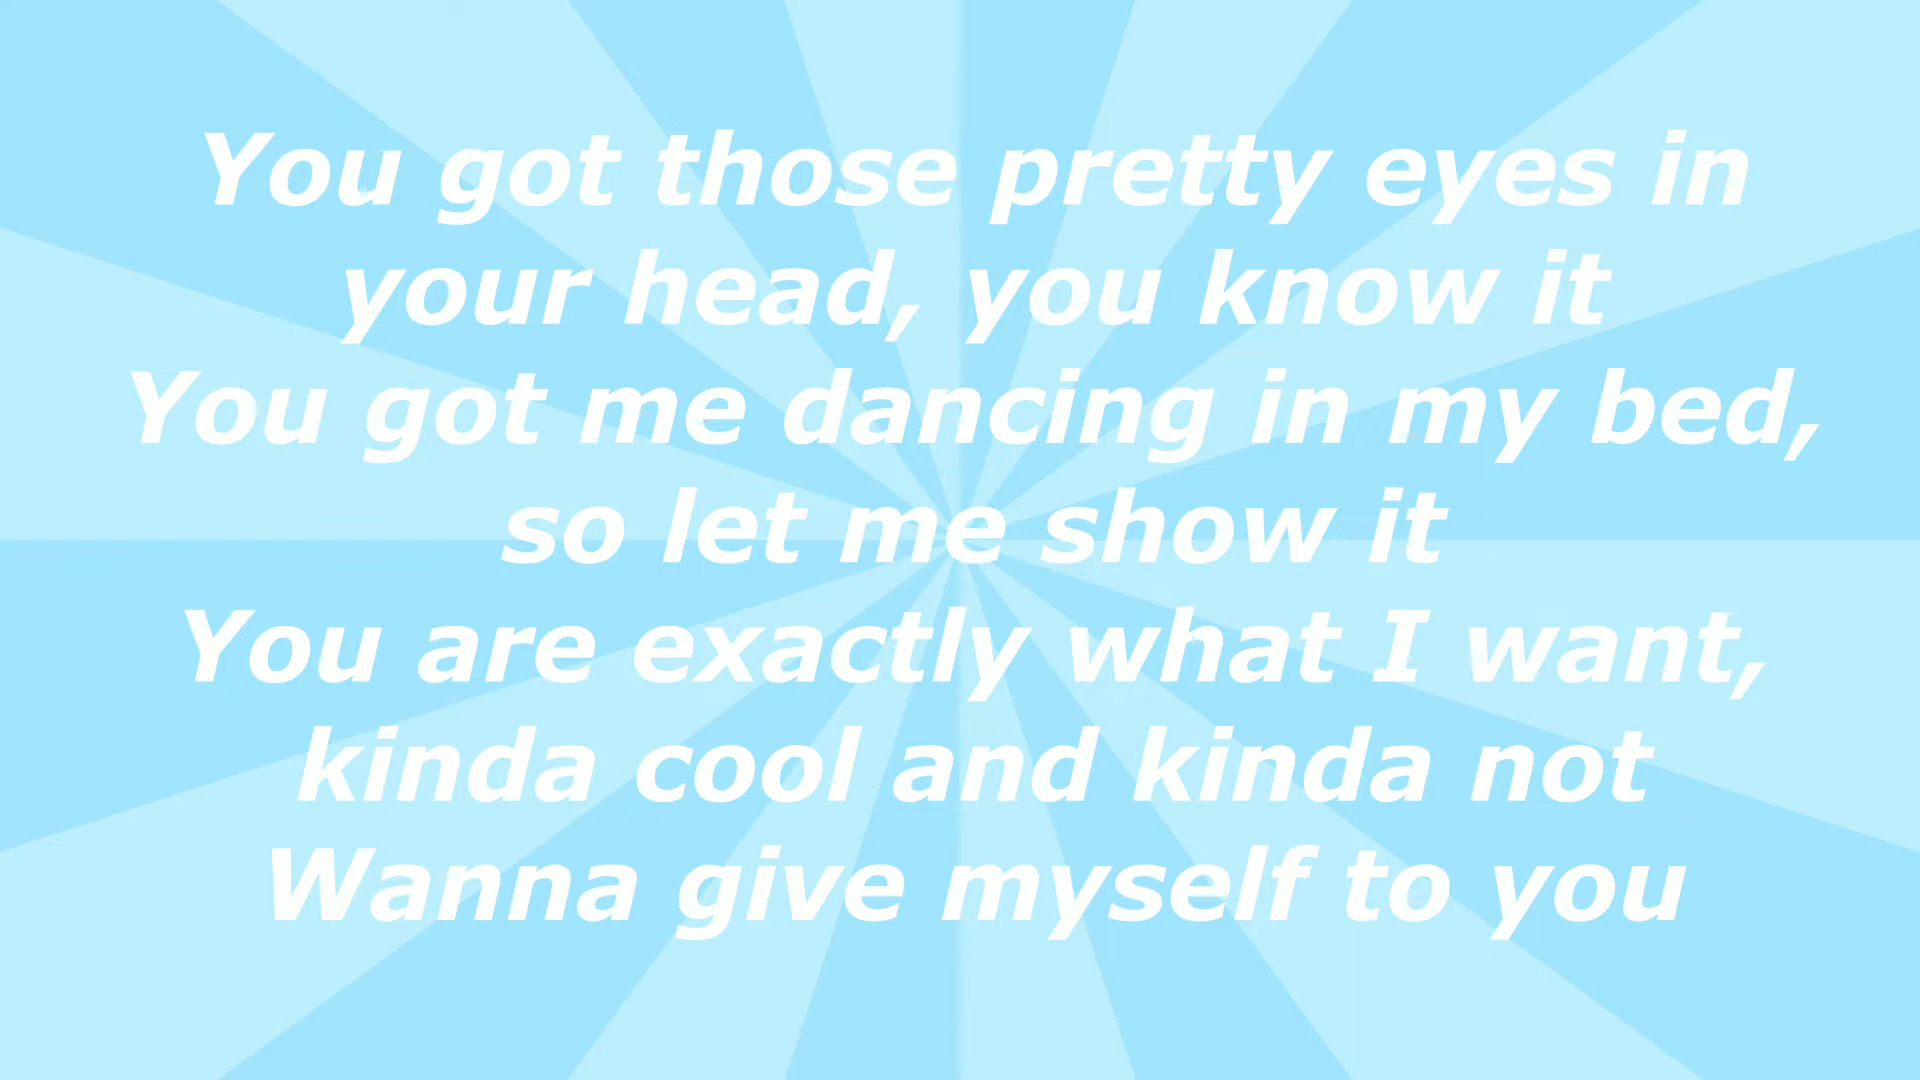 You got those pretty eyes in
your head, you know it
You got me dancing in my bed,
so let me show it
You are exactly what I want,
kinda cool and kinda not
Wanna give myself to you